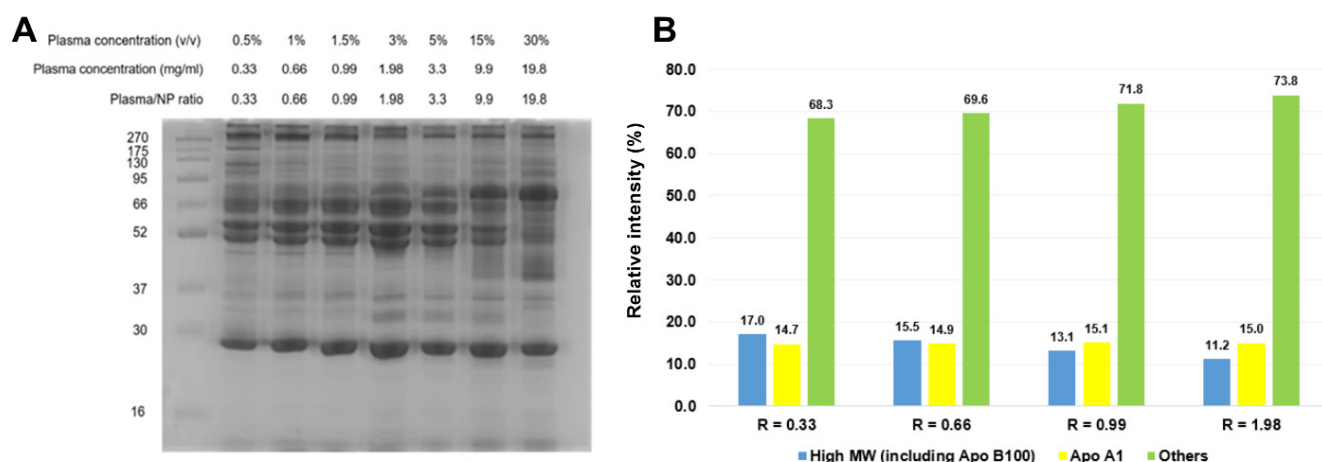 A
Plasma concentration (v/v) 0.5% 1% 1.5% 3% 5% 15% 30%
Plasma concentration (mg/ml) 0.33 0.66 0.99 1.98 3.3 9.9 19.8
Plasma/NP ratio 0.33 0.66 0.99 1.98 3.3 9.9 19.8
270
175
130
95
66
52
37
30
16
B
Relative intensity (%)
80.0
70.0
60.0
50.0
40.0
30.0
20.0
10.0
0.0
17.0 14.7 68.3 15.5 14.9 69.6 13.1 15.1 71.8 11.2 15.0 73.8
R = 0.33 R = 0.66 R = 0.99 R = 1.98
High MW (including Apo B100) Apo A1 Others